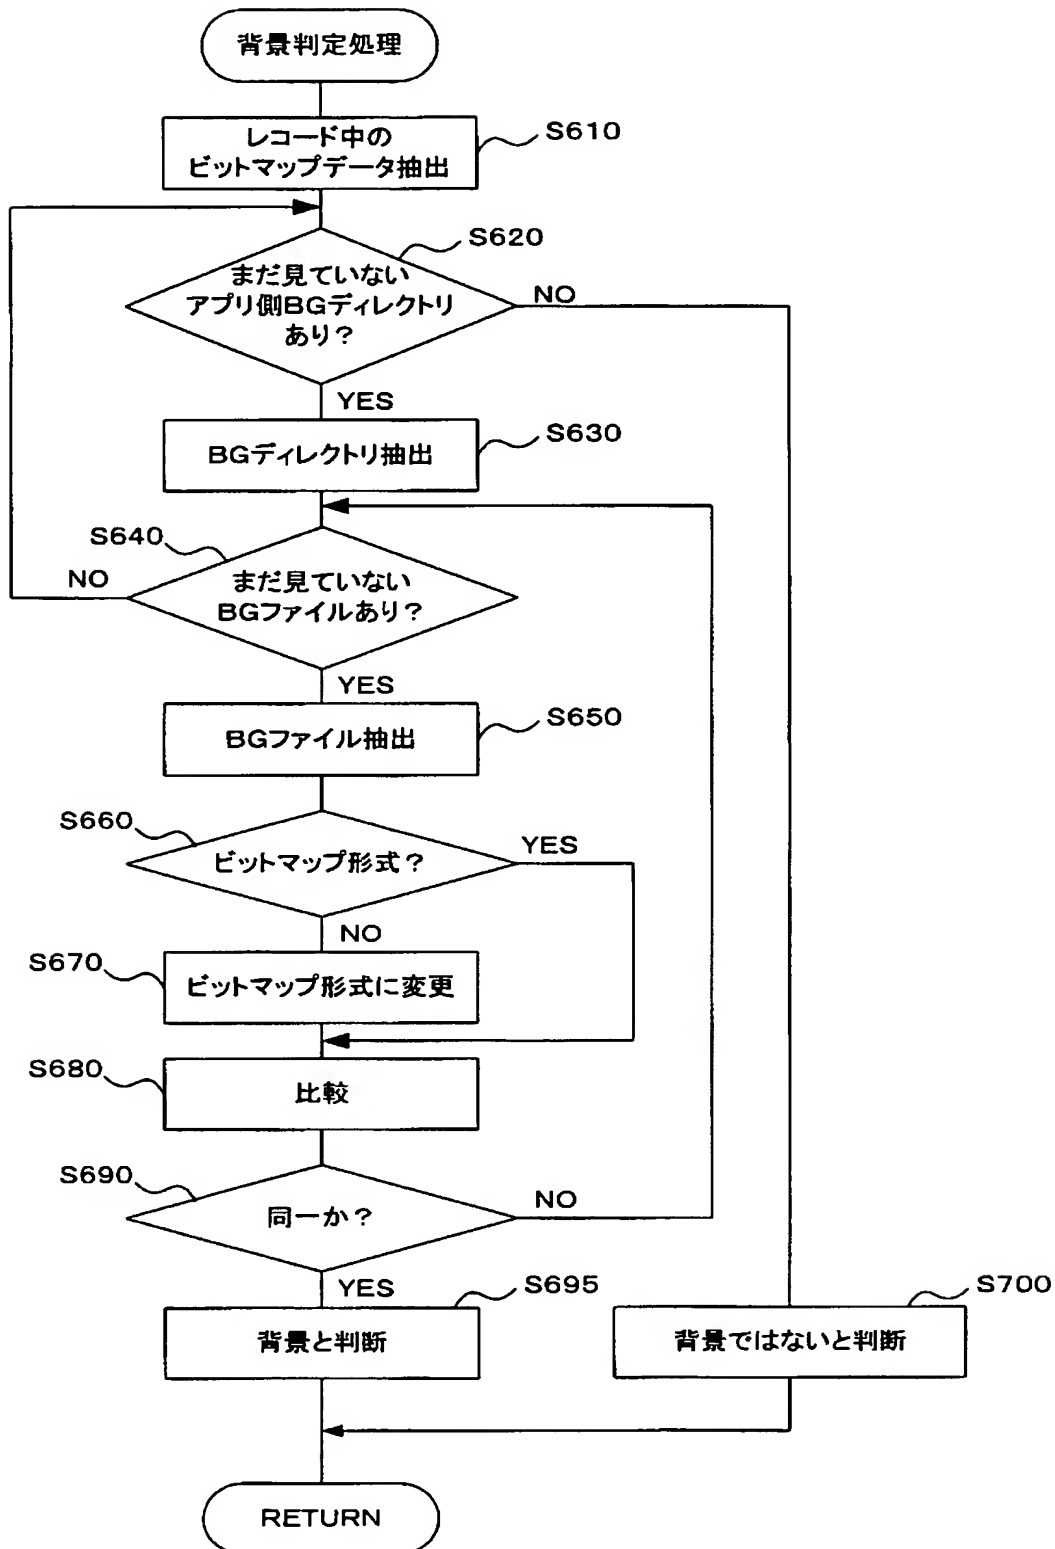 背景判定処理
レコード中の
ビットマップデータ抽出
S610
S620
まだ見ていない
アプリ側BGディレクトリ
あり？
NO
YES
BGディレクトリ抽出
S630
S640
NO
まだ見ていない
BGファイルあり？
YES
BGファイル抽出
S650
S660
ビットマップ形式？
YES
NO
S670
ビットマップ形式に変更
S680
比較
S690
同一か？
NO
YES
S695
背景と判断
S700
背景ではないと判断
RETURN